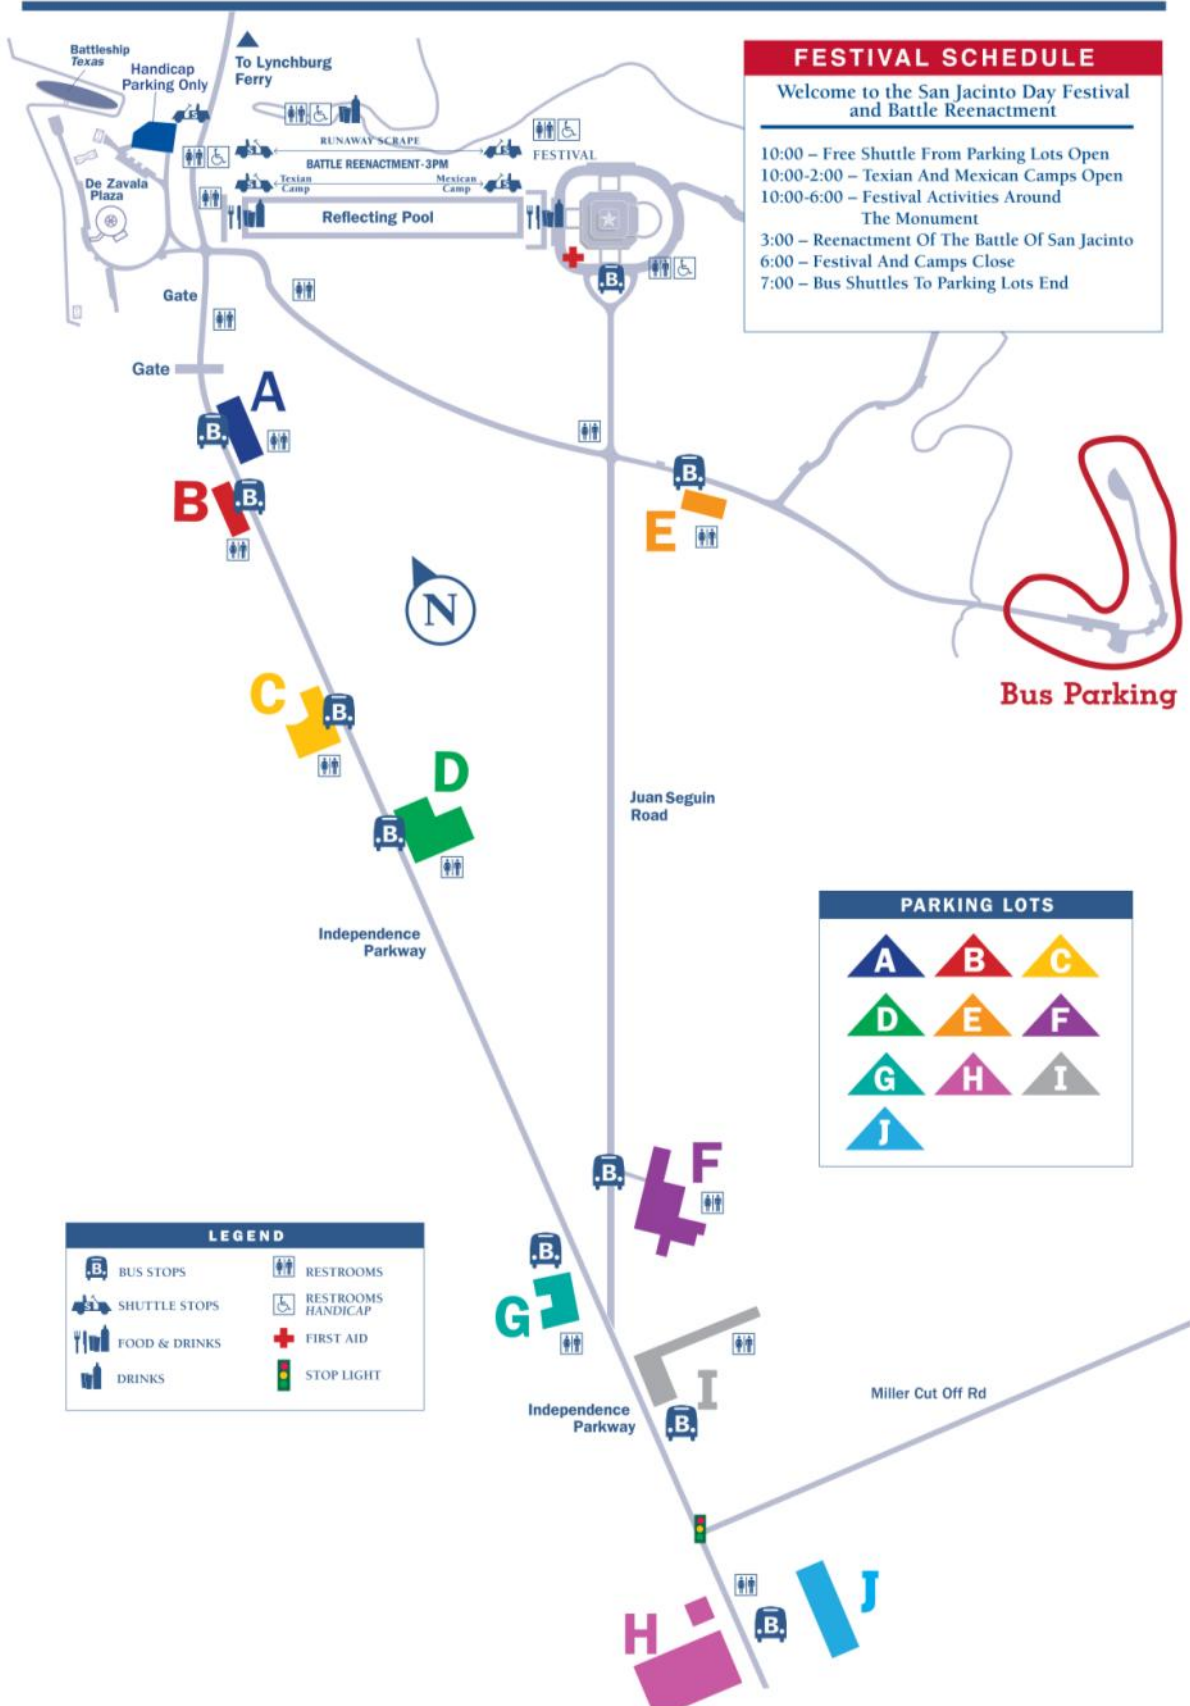 Battleship
Texas
Handicap
Parking Only
To Lynchburg
Ferry
RUNAWAY SCRAPE
BATTLE REENACTMENT-3PM
FESTIVAL
Texian
Camp
Mexican
Camp
De Zavala
Plaza
Reflecting Pool
Gate
Gate
FESTIVAL SCHEDULE
Welcome to the San Jacinto Day Festival
and Battle Reenactment
10:00 – Free Shuttle From Parking Lots Open
10:00-2:00 – Texian And Mexican Camps Open
10:00-6:00 – Festival Activities Around
The Monument
3:00 – Reenactment Of The Battle Of San Jacinto
6:00 – Festival And Camps Close
7:00 – Bus Shuttles To Parking Lots End
B.
A
B.
B
B.
B.
E
N
Bus Parking
C
B.
D
B.
Juan Seguin
Road
Independence
Parkway
PARKING LOTS
A B C
D E F
G H I
J
B.
F
B.
G
LEGEND
B. BUS STOPS
RESTROOMS
SHUTTLE STOPS
RESTROOMS
HANDICAP
FOOD & DRINKS
FIRST AID
DRINKS
STOP LIGHT
I
B.
Independence
Parkway
Miller Cut Off Rd
J
B.
H